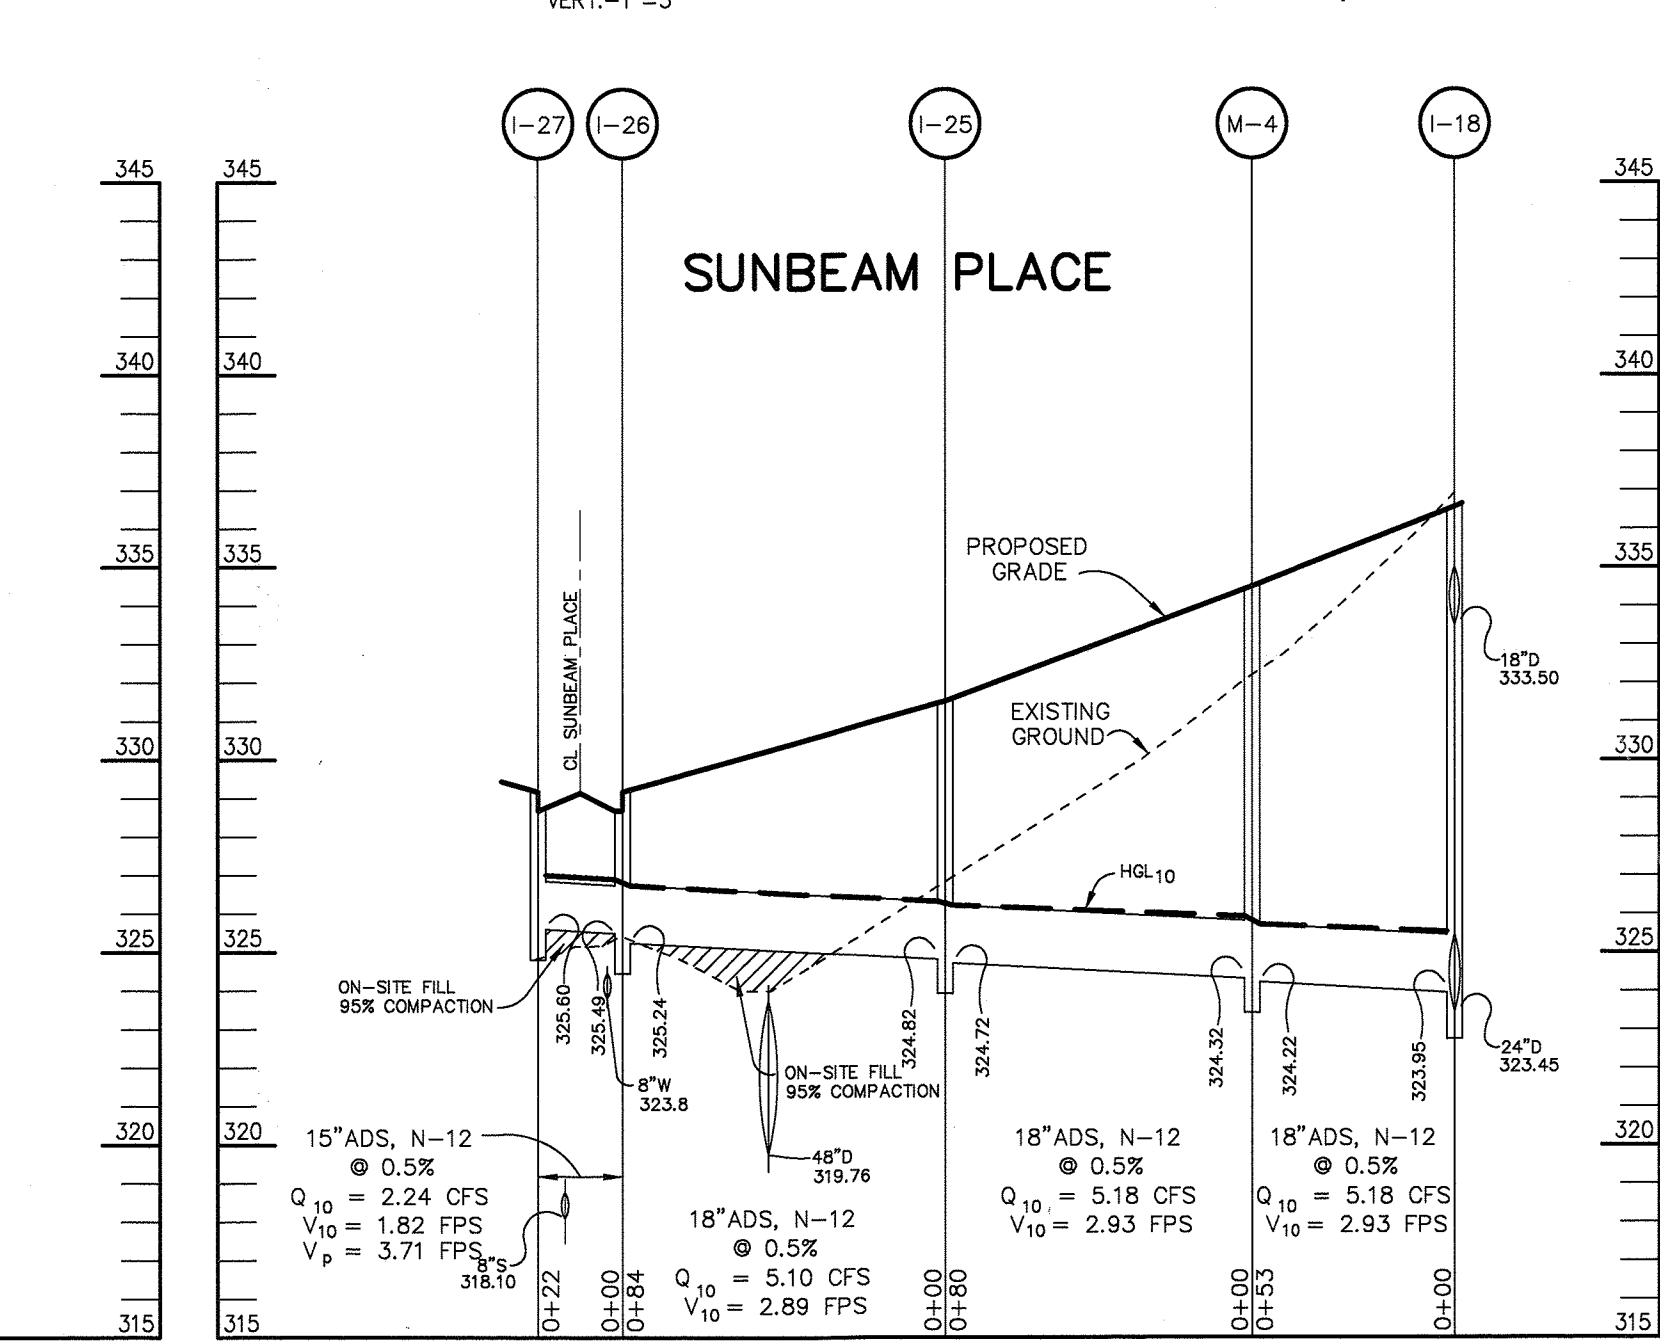 VERT.-1"=5'
I-27
I-26
I-25
M-4
I-18
345
345
345
SUNBEAM PLACE
340
340
340
335
335
335
PROPOSED
GRADE
CL SUNBEAM PLACE
18"D
333.50
EXISTING
GROUND
330
330
330
HGL10
325
325
325
ON-SITE FILL
95% COMPACTION
325.60
325.49
325.24
324.82
324.72
324.32
324.22
323.95
24"D
323.45
8"W
323.8
ON-SITE FILL
95% COMPACTION
320
320
320
15"ADS, N-12
@ 0.5%
Q10 = 2.24 CFS
V10 = 1.82 FPS
Vp = 3.71 FPS
8"S
318.10
48"D
319.76
18"ADS, N-12
@ 0.5%
Q10 = 5.10 CFS
V10 = 2.89 FPS
18"ADS, N-12
@ 0.5%
Q10 = 5.18 CFS
V10 = 2.93 FPS
18"ADS, N-12
@ 0.5%
Q10 = 5.18 CFS
V10 = 2.93 FPS
315
315
0+22
0+00
0+84
0+00
0+80
0+00
0+53
0+00
315